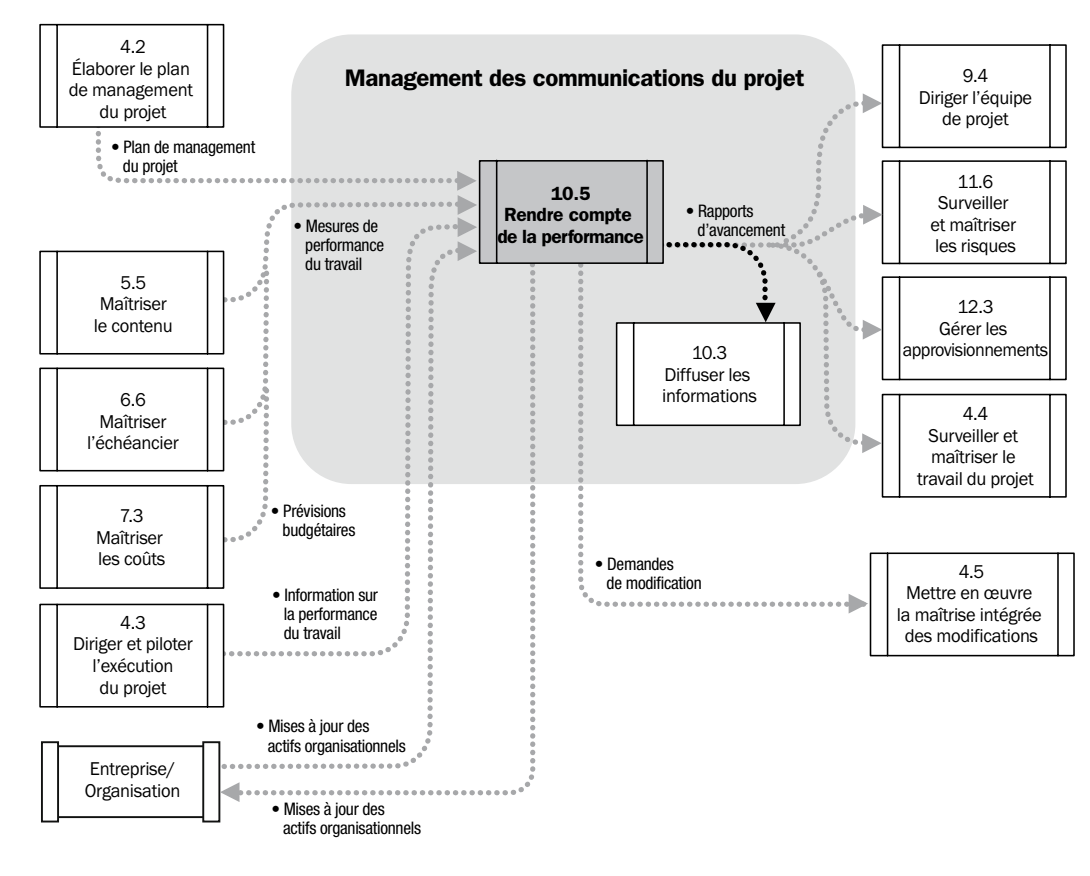 4.2
Élaborer le plan
de management
du projet
• Plan de management
du projet
Management des communications du projet
10.5
Rendre compte
de la performance
• Mesures de
performance
du travail
• Rapports
d’avancement
9.4
Diriger l’équipe
de projet
11.6
Surveiller
et maîtriser
les risques
5.5
Maîtriser
le contenu
12.3
Gérer les
approvisionnements
10.3
Diffuser les
informations
6.6
Maîtriser
l’échéancier
4.4
Surveiller et
maîtriser le
travail du projet
7.3
Maîtriser
les coûts
• Prévisions
budgétaires
• Demandes
de modification
4.5
Mettre en œuvre
la maîtrise intégrée
des modifications
4.3
Diriger et piloter
l’exécution
du projet
• Information sur
la performance
du travail
• Mises à jour des
actifs organisationnels
Entreprise/
Organisation
• Mises à jour des
actifs organisationnels